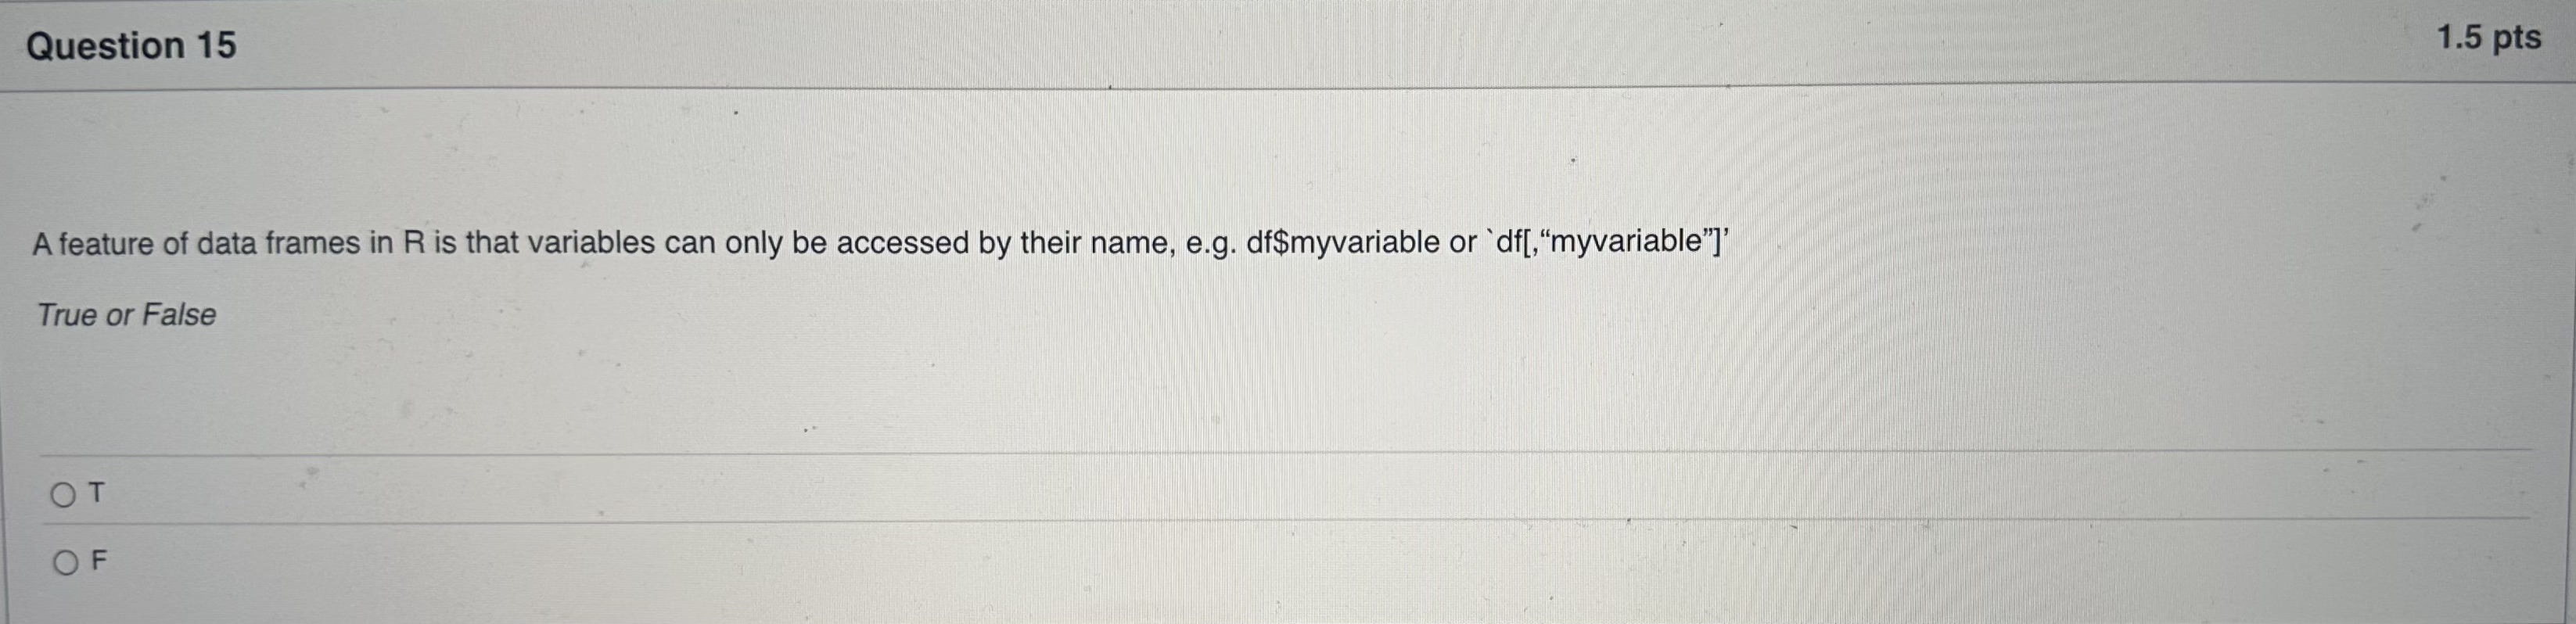 Question 15
1.5 pts
A feature of data frames in R is that variables can only be accessed by their name, e.g. df$myvariable or `df[,“myvariable”]’
True or False
T
F